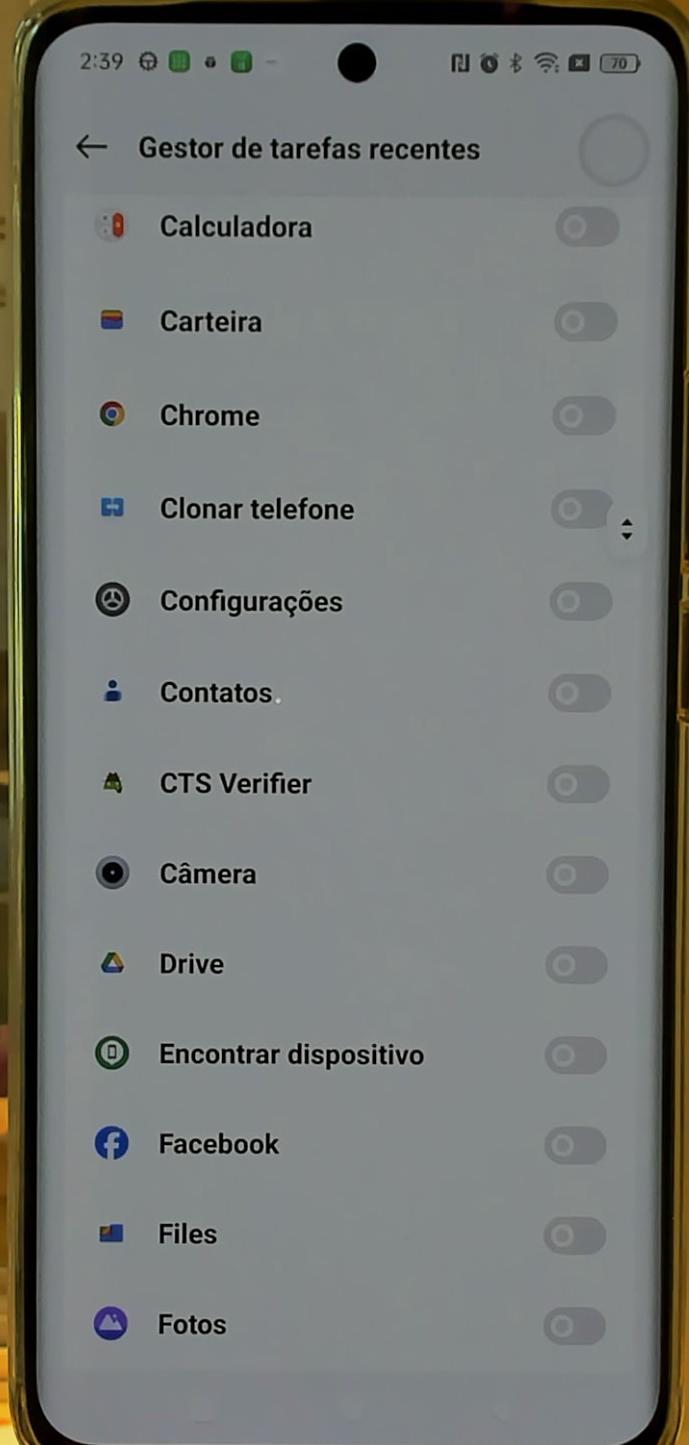 2:39
70
Gestor de tarefas recentes
Calculadora
Carteira
Chrome
Clonar telefone
Configurações
Contatos
CTS Verifier
Câmera
Drive
Encontrar dispositivo
Facebook
Files
Fotos